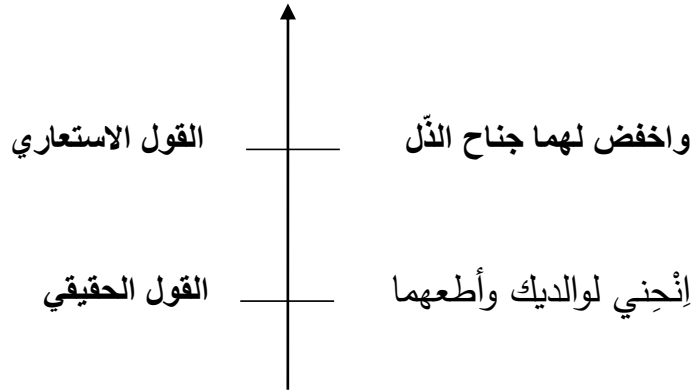 واخفض لهما جناح الذّل القول الاستعاري
اِنْحِني لوالديك وأطعهما القول الحقيقي